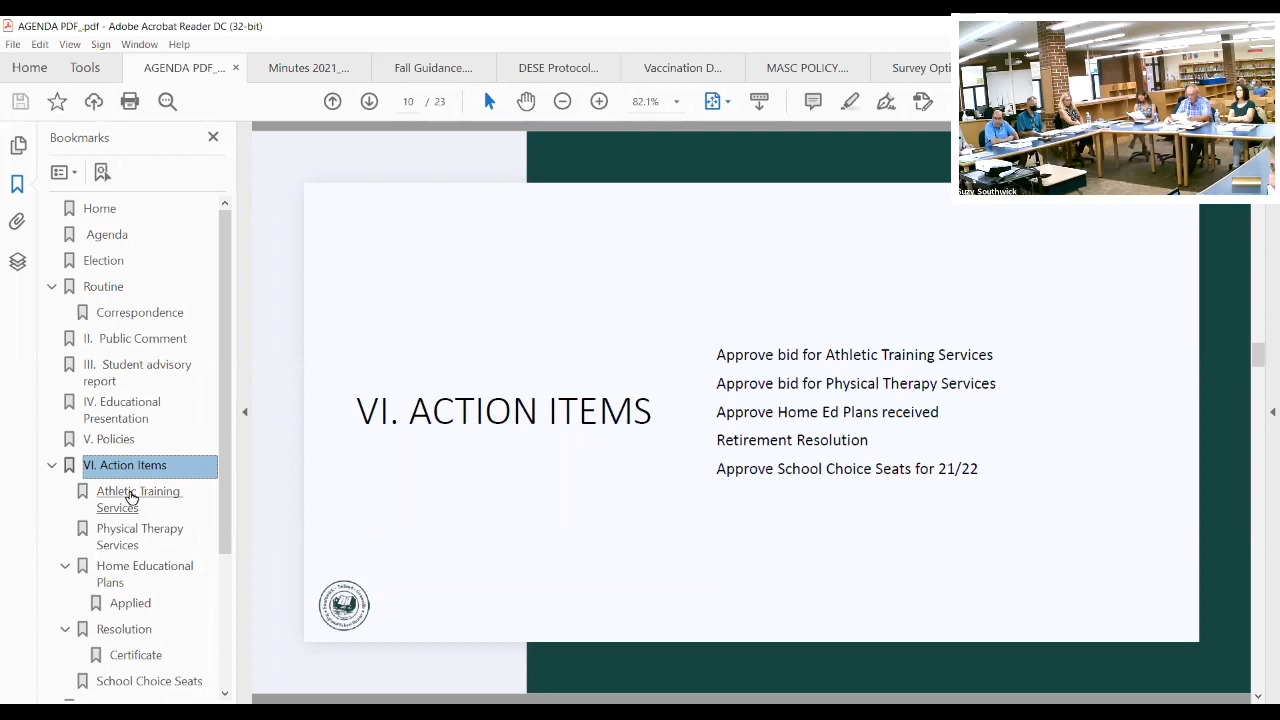 AGENDA PDF_.pdf - Adobe Acrobat Reader DC (32-bit)
File Edit View Sign Window Help
Home Tools AGENDA PDF_... × Minutes 2021_... Fall Guidance.... DESE Protocol... Vaccination D... MASC POLICY.... Survey Opti
10 / 23 82.1%
Bookmarks
Home
Agenda
Election
Routine
Correspondence
II. Public Comment
III. Student advisory
report
IV. Educational
Presentation
V. Policies
VI. Action Items
Athletic Training
Services
Physical Therapy
Services
Home Educational
Plans
Applied
Resolution
Certificate
School Choice Seats
VI. ACTION ITEMS
Approve bid for Athletic Training Services
Approve bid for Physical Therapy Services
Approve Home Ed Plans received
Retirement Resolution
Approve School Choice Seats for 21/22
Suzy Southwick